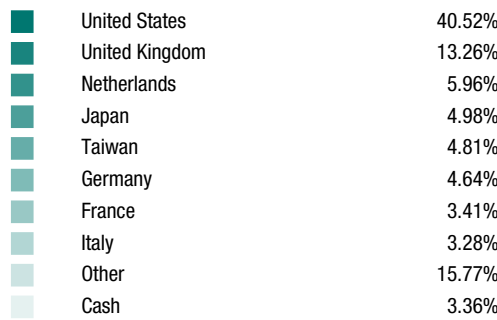 United States 40.52%
United Kingdom 13.26%
Netherlands 5.96%
Japan 4.98%
Taiwan 4.81%
Germany 4.64%
France 3.41%
Italy 3.28%
Other 15.77%
Cash 3.36%